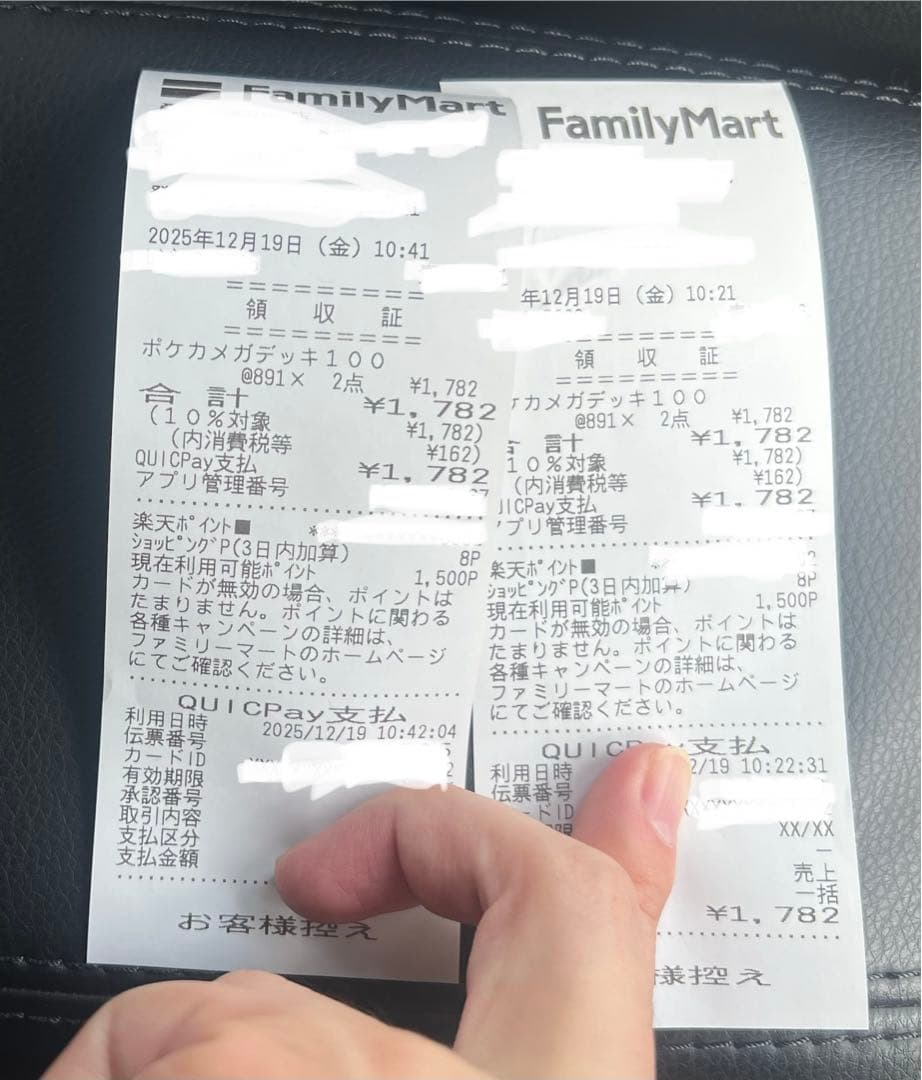 FamilyMart
2025年12月19日（金）10:41
=========
領 収 証
=========
ポケカメガデッキ１００
@891× 2点 ¥1,782
合 計 ¥1,782
（１０％対象 ¥1,782）
（内消費税等 ¥162）
QUICPay支払 ¥1,782
アプリ管理番号
楽天ﾎﾟｲﾝﾄ■
ｼｮｯﾋﾟﾝｸﾞP(3日内加算) 8P
現在利用可能ﾎﾟｲﾝﾄ 1,500P
カードが無効の場合、ポイントは
たまりません。ポイントに関わる
各種キャンペーンの詳細は、
ファミリーマートのホームページ
にてご確認ください。
QUICPay支払
利用日時 2025/12/19 10:42:04
伝票番号
カードID
有効期限
承認番号
取引内容
支払区分
支払金額
お客様控え
FamilyMart
年12月19日（金）10:21
=========
領 収 証
=========
カメガデッキ１００
@891× 2点 ¥1,782
計 ¥1,782
１０％対象 ¥1,782）
（内消費税等 ¥162）
UICPay支払 ¥1,782
プリ管理番号
楽天ﾎﾟｲﾝﾄ■
ｼｮｯﾋﾟﾝｸﾞP(3日内加算) 8P
現在利用可能ﾎﾟｲﾝﾄ 1,500P
カードが無効の場合、ポイントは
たまりません。ポイントに関わる
各種キャンペーンの詳細は、
ファミリーマートのホームページ
にてご確認ください。
QUICP 支払
利用日時 2/19 10:22:31
伝票番号
ードID
XX/XX
売上
一括
¥1,782
様控え